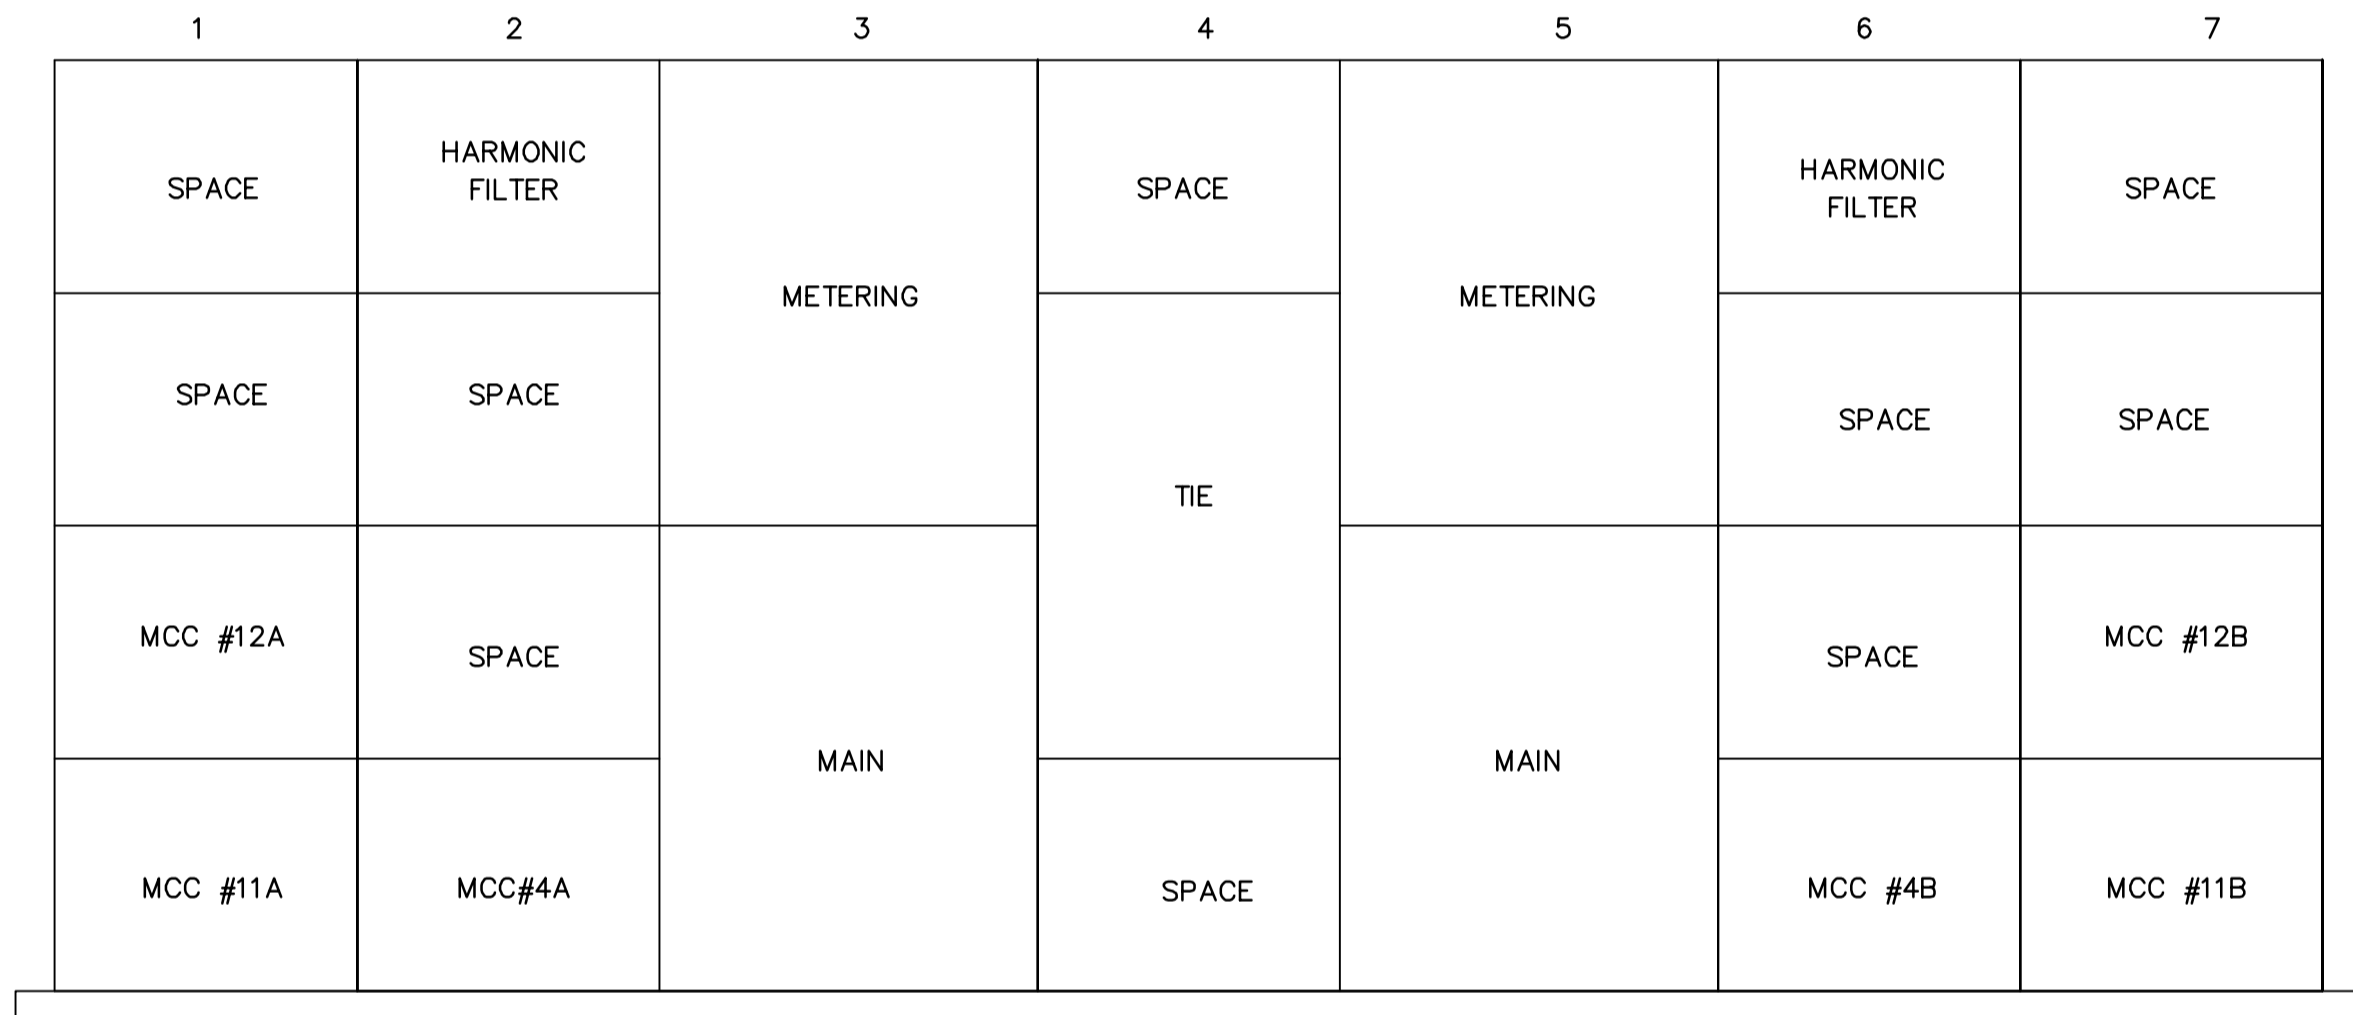 1 2 3 4 5 6 7
SPACE
HARMONIC
FILTER
METERING
SPACE
METERING
HARMONIC
FILTER
SPACE
SPACE
SPACE
TIE
SPACE
SPACE
MCC #12A
SPACE
MAIN
MAIN
SPACE
MCC #12B
MCC #11A
MCC#4A
SPACE
MCC #4B
MCC #11B